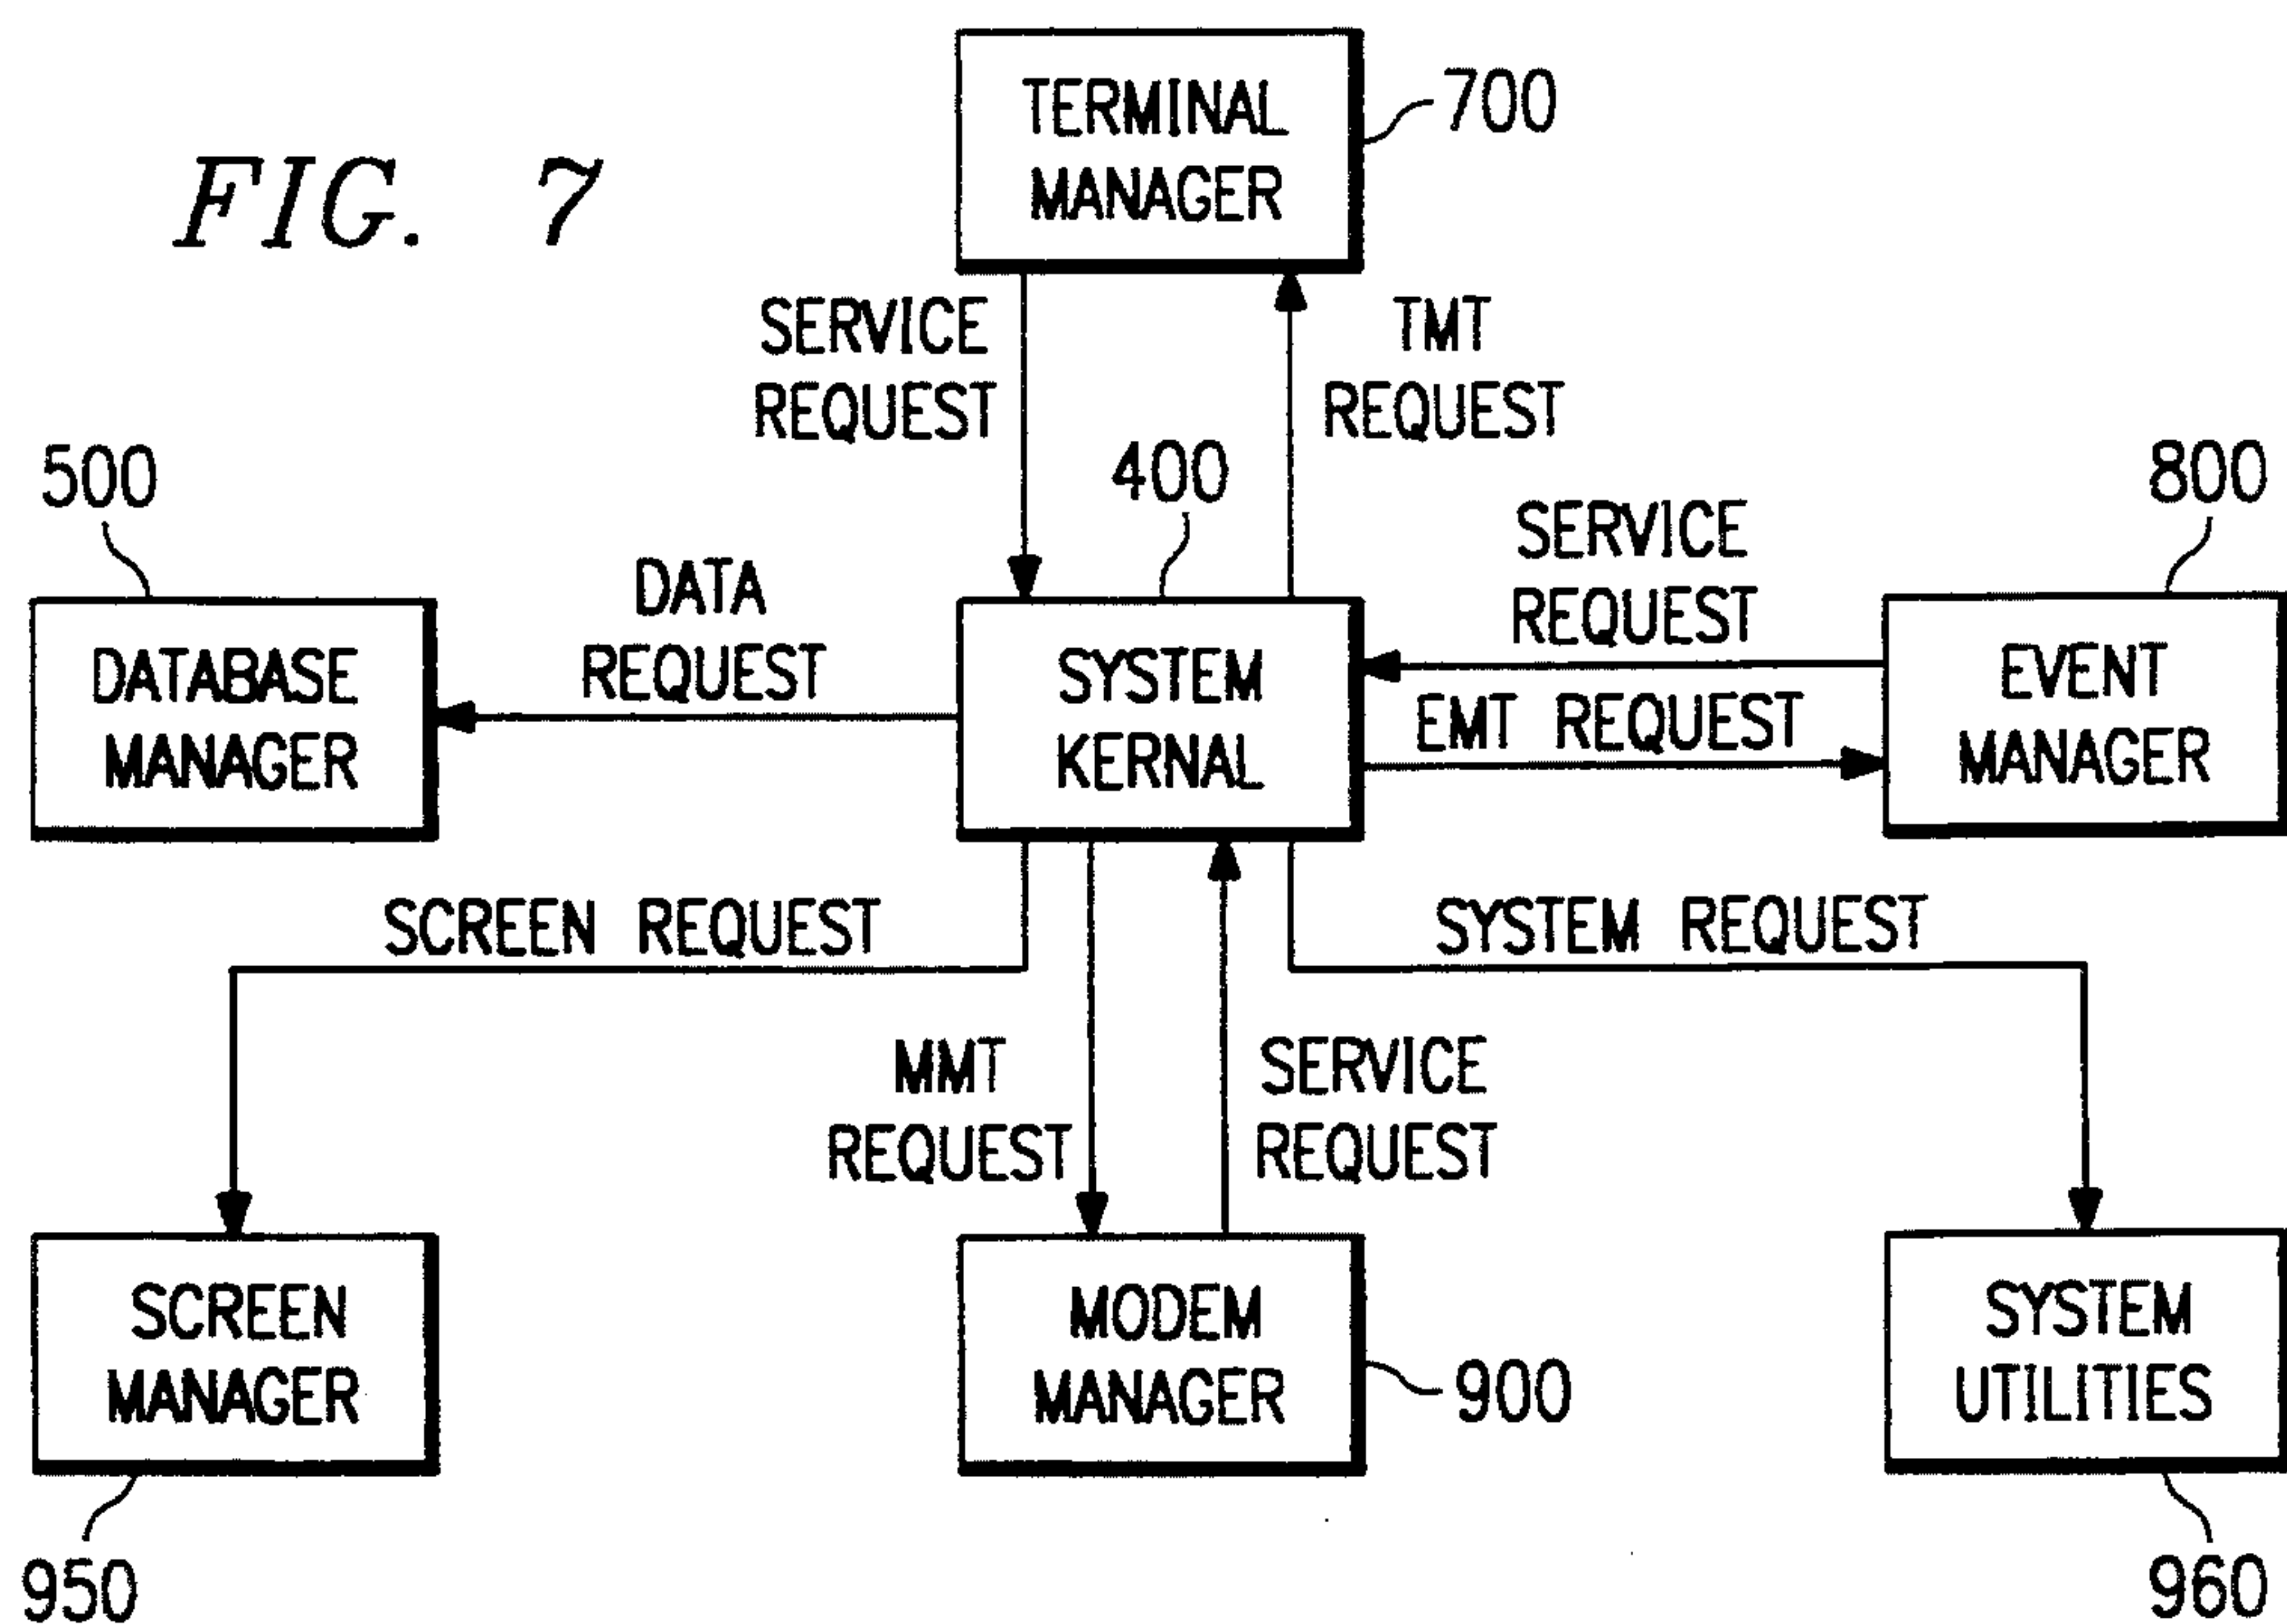 FIG. 7
TERMINAL
MANAGER
700
SERVICE
REQUEST
TMT
REQUEST
500
400
800
DATA
REQUEST
SERVICE
REQUEST
DATABASE
MANAGER
SYSTEM
KERNAL
EMT REQUEST
EVENT
MANAGER
SCREEN REQUEST
SYSTEM REQUEST
MMT
REQUEST
SERVICE
REQUEST
SCREEN
MANAGER
MODEM
MANAGER
900
SYSTEM
UTILITIES
950
960